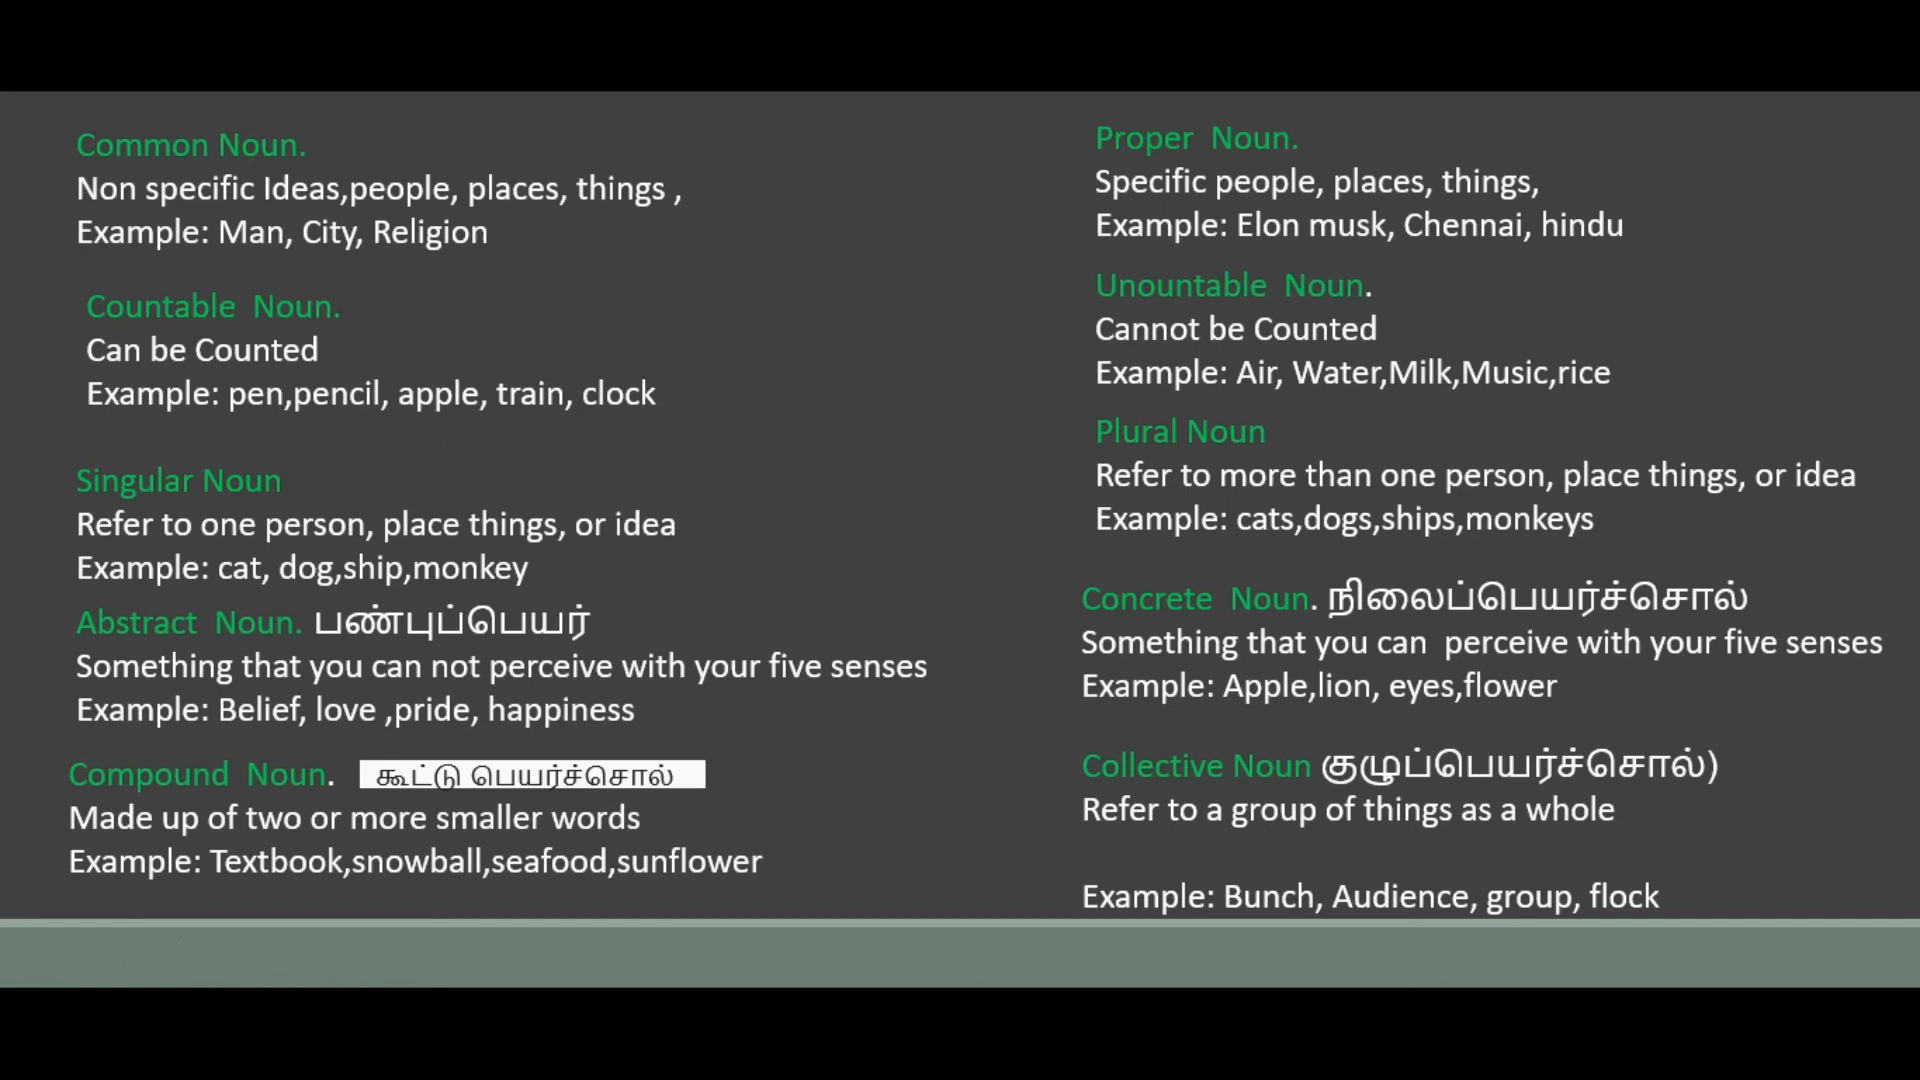 Common Noun.
Non specific Ideas,people, places, things ,
Example: Man, City, Religion
Countable  Noun.
Can be Counted
Example: pen,pencil, apple, train, clock
Singular Noun
Refer to one person, place things, or idea
Example: cat, dog,ship,monkey
Abstract  Noun. பண்புப்பெயர்
Something that you can not perceive with your five senses
Example: Belief, love ,pride, happiness
Compound  Noun. கூட்டு பெயர்ச்சொல்
Made up of two or more smaller words
Example: Textbook,snowball,seafood,sunflower
Proper  Noun.
Specific people, places, things,
Example: Elon musk, Chennai, hindu
Unountable  Noun.
Cannot be Counted
Example: Air, Water,Milk,Music,rice
Plural Noun
Refer to more than one person, place things, or idea
Example: cats,dogs,ships,monkeys
Concrete  Noun. நிலைப்பெயர்ச்சொல்
Something that you can  perceive with your five senses
Example: Apple,lion, eyes,flower
Collective Noun குழுப்பெயர்ச்சொல்)
Refer to a group of things as a whole
Example: Bunch, Audience, group, flock